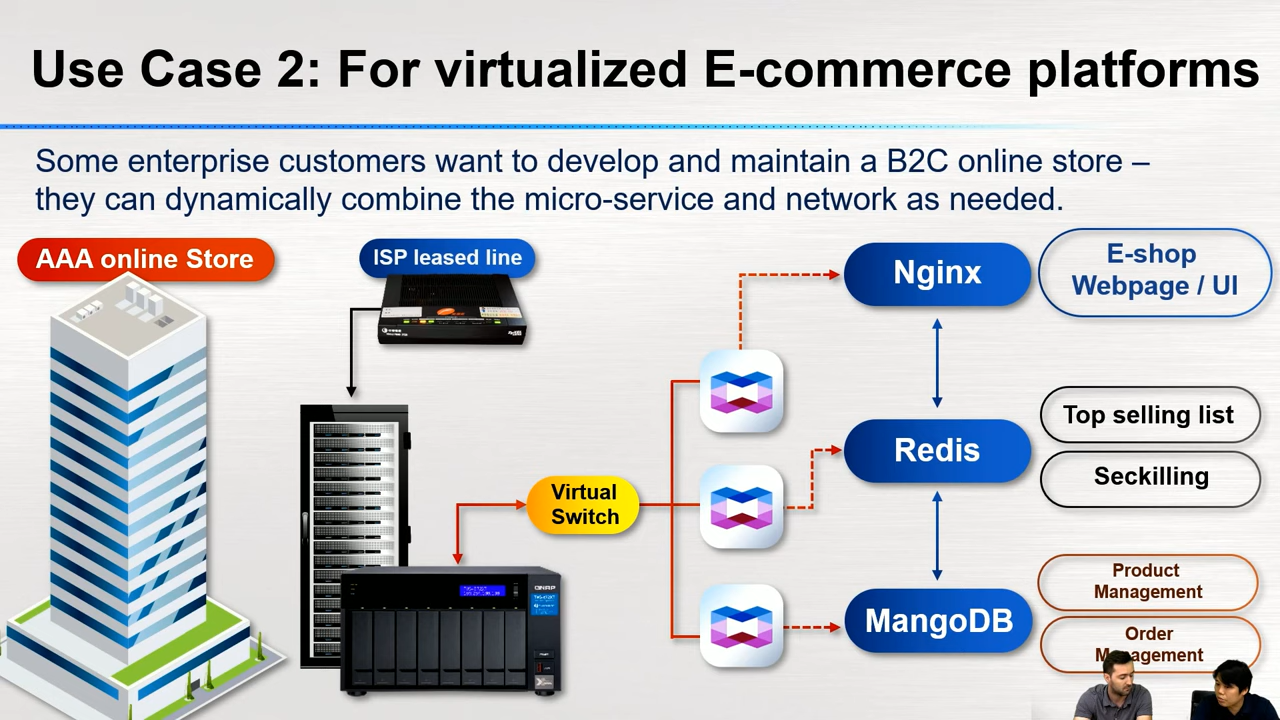 Use Case 2: For virtualized E-commerce platforms
Some enterprise customers want to develop and maintain a B2C online store –
they can dynamically combine the micro-service and network as needed.
AAA online Store
ISP leased line
Nginx
E-shop
Webpage / UI
Redis
Top selling list
Seckilling
Virtual
Switch
QNAP
MangoDB
Product
Management
Order
Management